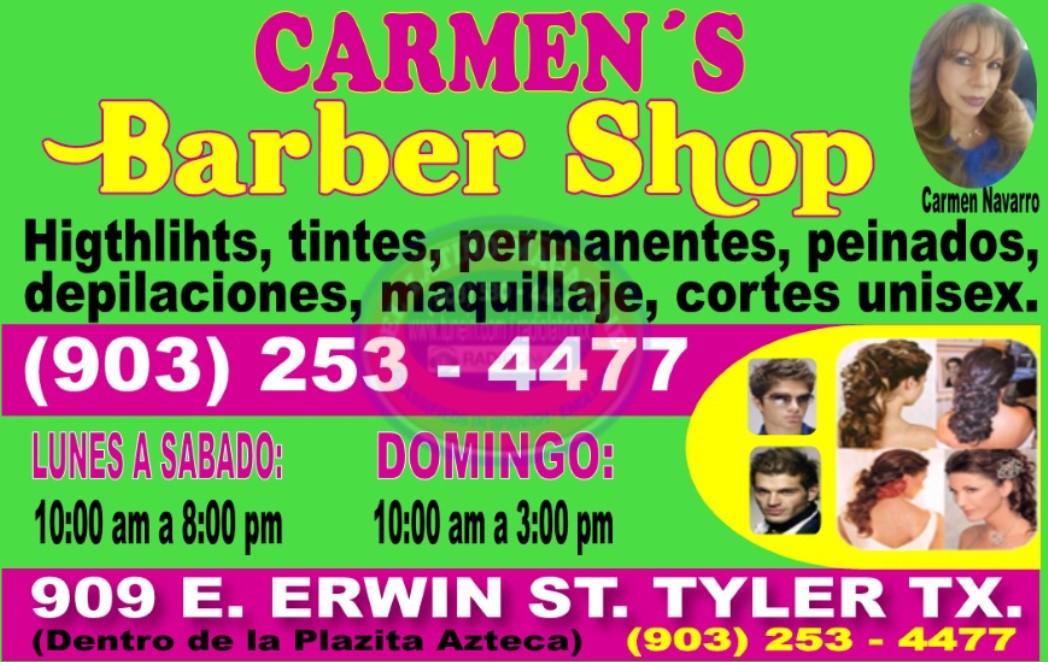 CARMEN´S
Barber Shop
Carmen Navarro
Higthlihts, tintes, permanentes, peinados,
depilaciones, maquillaje, cortes unisex.
(903) 253 - 4477
LUNES A SABADO:
10:00 am a 8:00 pm
DOMINGO:
10:00 am a 3:00 pm
909 E. ERWIN ST. TYLER TX.
(Dentro de la Plazita Azteca)
(903) 253 - 4477